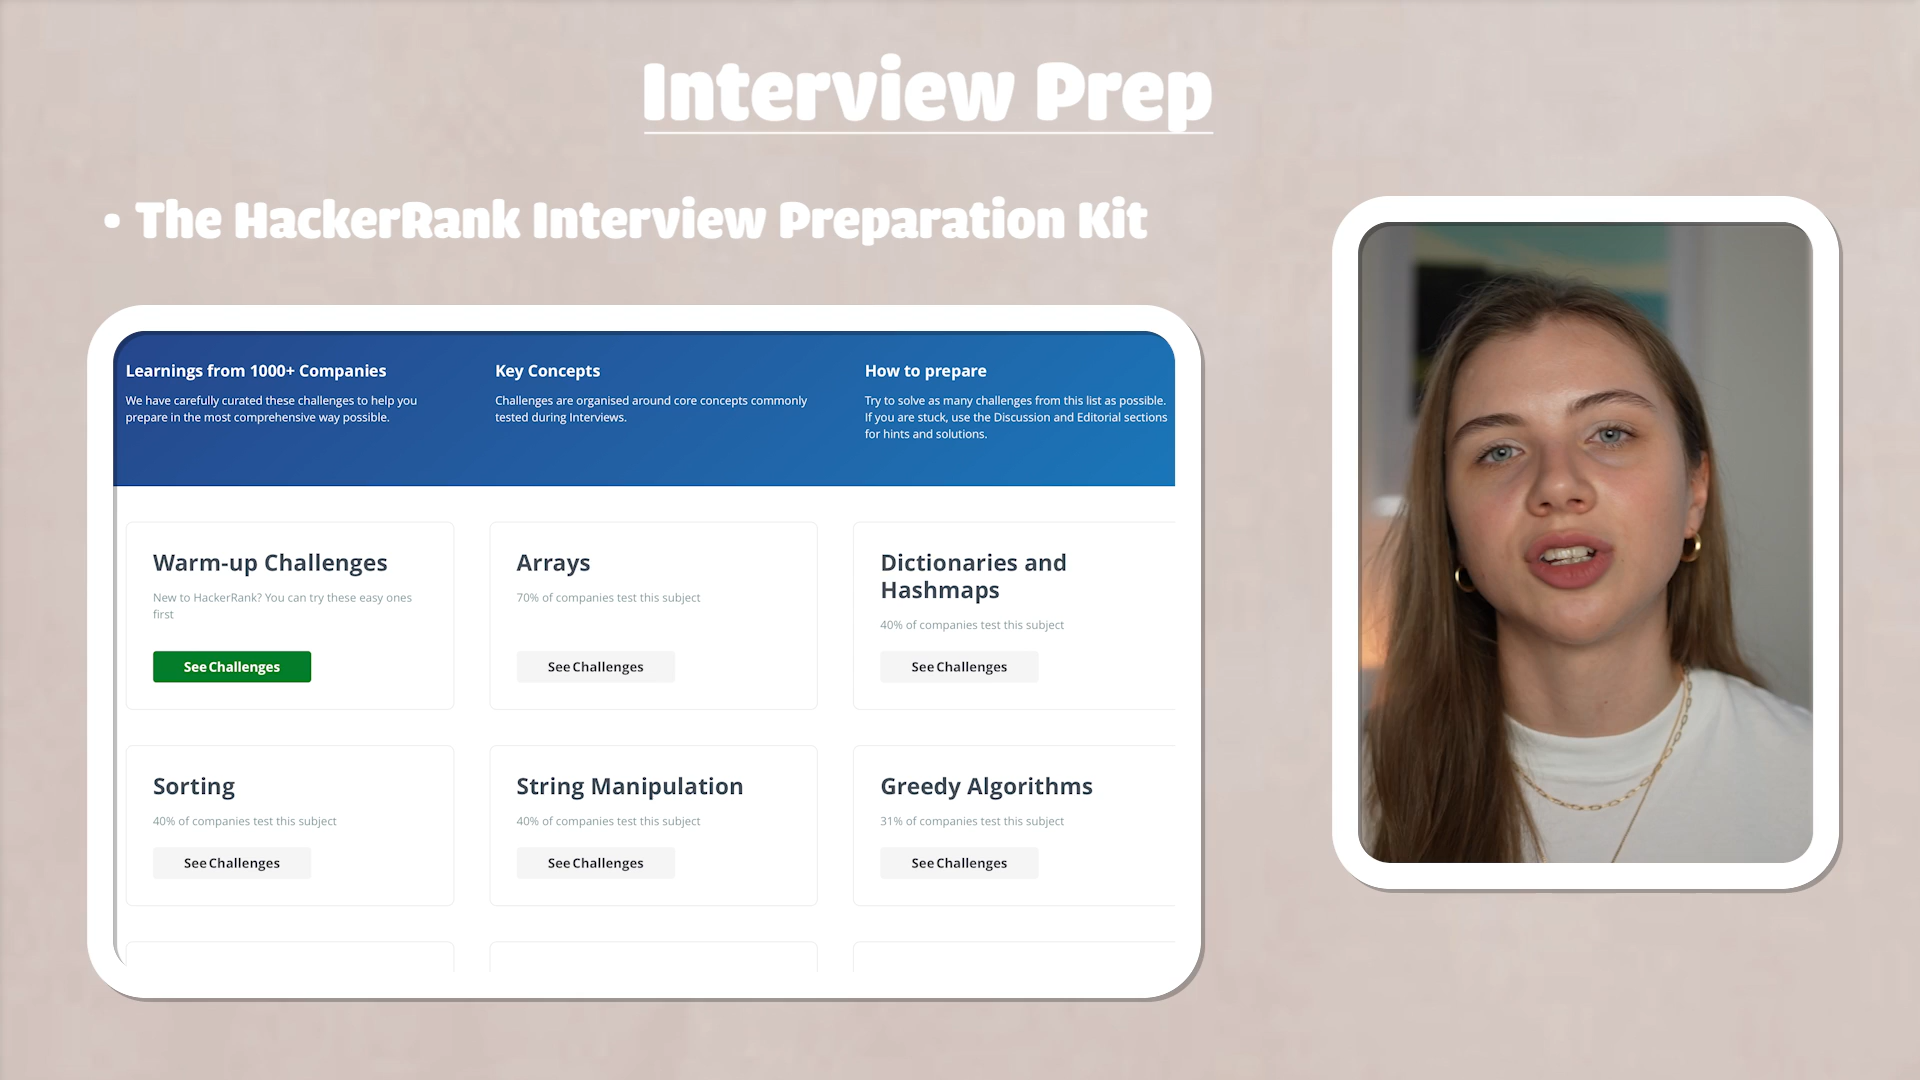 Interview Prep
• The HackerRank Interview Preparation Kit
Learnings from 1000+ Companies
We have carefully curated these challenges to help you
prepare in the most comprehensive way possible.
Key Concepts
Challenges are organised around core concepts commonly
tested during Interviews.
How to prepare
Try to solve as many challenges from this list as possible.
If you are stuck, use the Discussion and Editorial sections
for hints and solutions.
Warm-up Challenges
New to HackerRank? You can try these easy ones
first
See Challenges
Arrays
70% of companies test this subject
See Challenges
Dictionaries and
Hashmaps
40% of companies test this subject
See Challenges
Sorting
40% of companies test this subject
See Challenges
String Manipulation
40% of companies test this subject
See Challenges
Greedy Algorithms
31% of companies test this subject
See Challenges